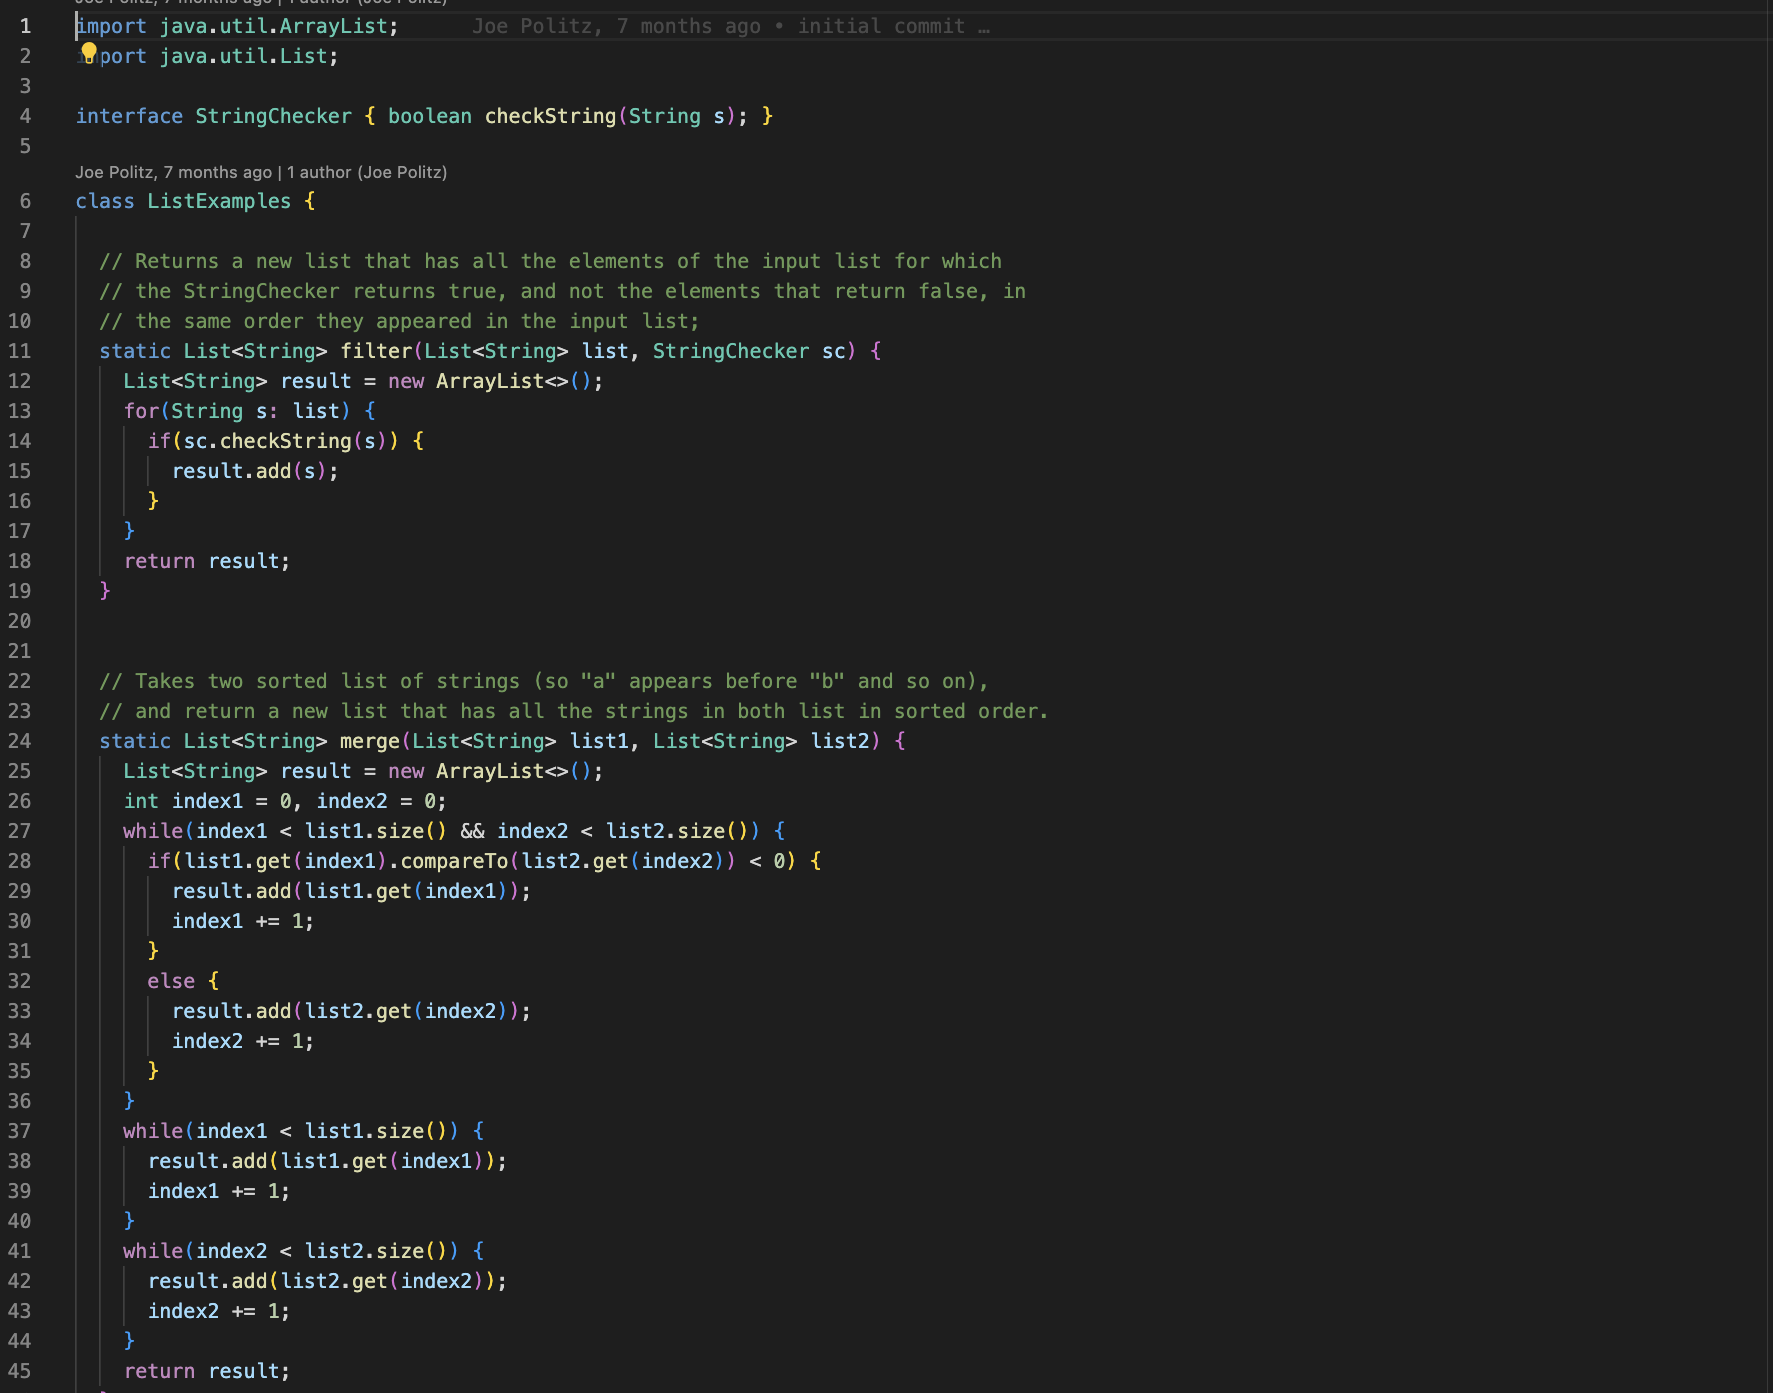 Joe Politz, 7 months ago | 1 author (Joe Politz)
1 import java.util.ArrayList; Joe Politz, 7 months ago • initial commit …
2 import java.util.List;
3
4 interface StringChecker { boolean checkString(String s); }
5
Joe Politz, 7 months ago | 1 author (Joe Politz)
6 class ListExamples {
7
8   // Returns a new list that has all the elements of the input list for which
9   // the StringChecker returns true, and not the elements that return false, in
10   // the same order they appeared in the input list;
11   static List<String> filter(List<String> list, StringChecker sc) {
12     List<String> result = new ArrayList<>();
13     for(String s: list) {
14       if(sc.checkString(s)) {
15         result.add(s);
16       }
17     }
18     return result;
19   }
20
21
22   // Takes two sorted list of strings (so "a" appears before "b" and so on),
23   // and return a new list that has all the strings in both list in sorted order.
24   static List<String> merge(List<String> list1, List<String> list2) {
25     List<String> result = new ArrayList<>();
26     int index1 = 0, index2 = 0;
27     while(index1 < list1.size() && index2 < list2.size()) {
28       if(list1.get(index1).compareTo(list2.get(index2)) < 0) {
29         result.add(list1.get(index1));
30         index1 += 1;
31       }
32       else {
33         result.add(list2.get(index2));
34         index2 += 1;
35       }
36     }
37     while(index1 < list1.size()) {
38       result.add(list1.get(index1));
39       index1 += 1;
40     }
41     while(index2 < list2.size()) {
42       result.add(list2.get(index2));
43       index2 += 1;
44     }
45     return result;